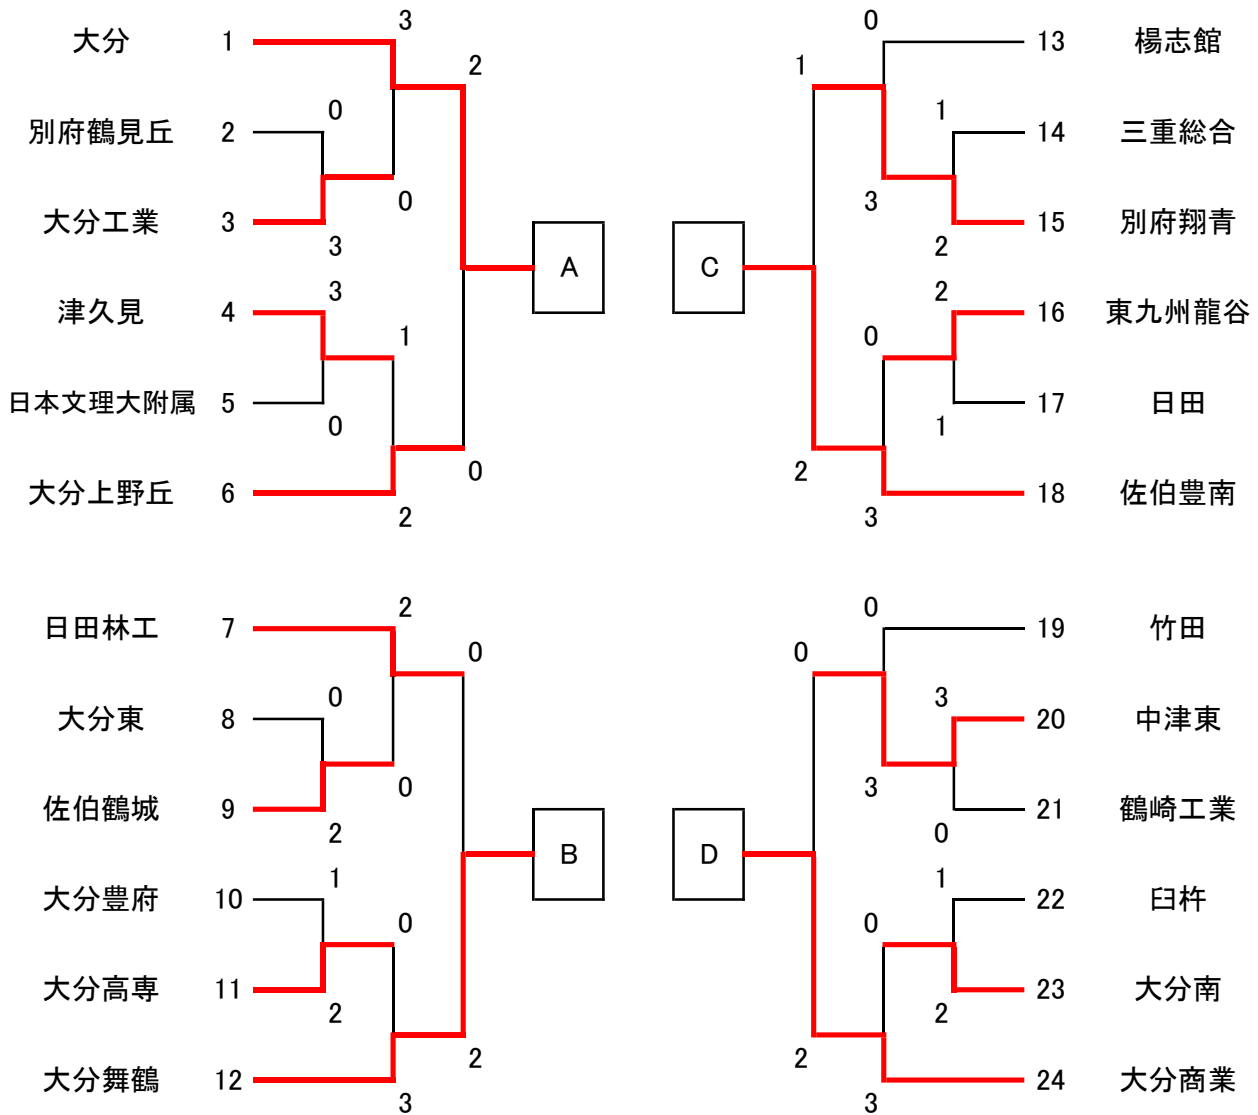 大分 1
別府鶴見丘 2
大分工業 3
津久見 4
日本文理大附属 5
大分上野丘 6
3
0
2
0
3
3
1
0
0
2
A
楊志館 13
三重総合 14
別府翔青 15
東九州龍谷 16
日田 17
佐伯豊南 18
0
1
1
3
2
2
0
1
2
3
C
日田林工 7
大分東 8
佐伯鶴城 9
大分豊府 10
大分高専 11
大分舞鶴 12
2
0
0
0
2
1
0
2
2
3
B
竹田 19
中津東 20
鶴崎工業 21
臼杵 22
大分南 23
大分商業 24
0
0
3
3
0
1
0
2
2
3
D